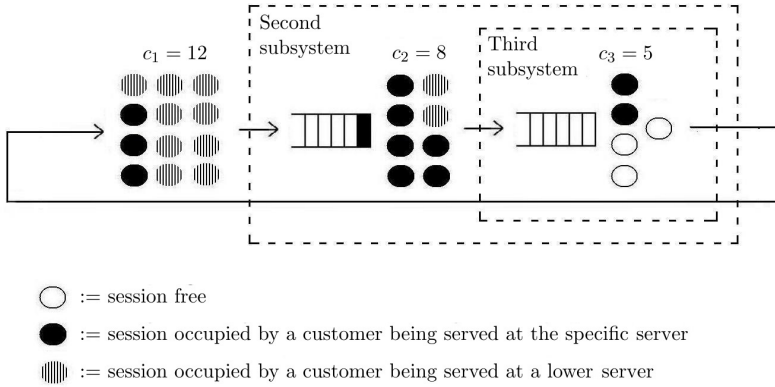 Second
subsystem
Third
subsystem
c₁ = 12
c₂ = 8
c₃ = 5
:= session free
:= session occupied by a customer being served at the specific server
:= session occupied by a customer being served at a lower server